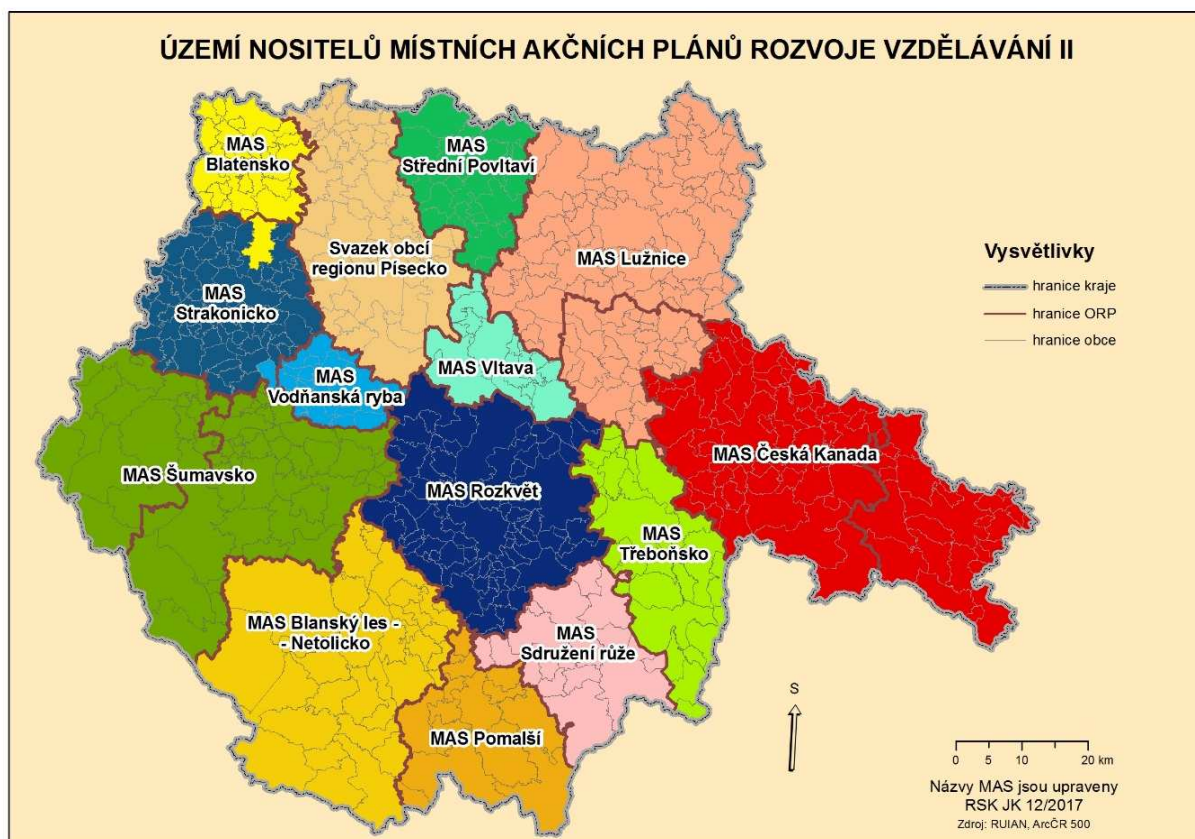 ÚZEMÍ NOSITELŮ MÍSTNÍCH AKČNÍCH PLÁNŮ ROZVOJE VZDĚLÁVÁNÍ II
MAS
Blatensko
MAS
Střední Povltaví
Svazek obcí
regionu Písecko
MAS Lužnice
MAS
Strakonicko
MAS Vltava
MAS
Vodňanská ryba
MAS Česká Kanada
MAS Šumavsko
MAS Rozkvět
MAS
Třeboňsko
MAS Blanský les -
- Netolicko
MAS
Sdružení růže
MAS Pomalší
Vysvětlivky
hranice kraje
hranice ORP
hranice obce
S
0 5 10 20 km
Názvy MAS jsou upraveny
RSK JK 12/2017
Zdroj: RUIAN, ArcČR 500